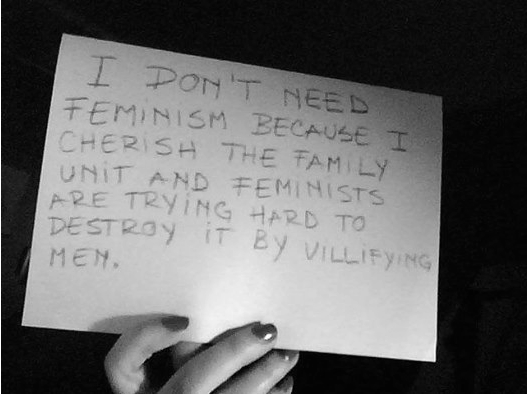 I DON'T NEED
FEMINISM BECAUSE I
CHERISH THE FAMILY
UNIT AND FEMINISTS
ARE TRYING HARD TO
DESTROY IT BY VILLIFYING
MEN.